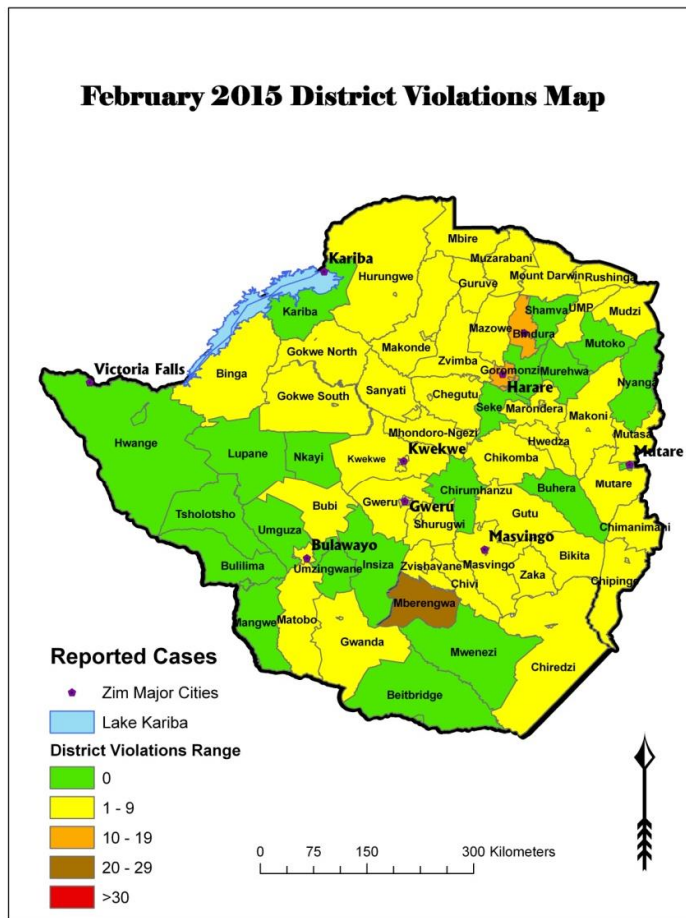 February 2015 District Violations Map
Kariba
Mbire
Muzarabani
Hurungwe
Guruve
Mount Darwin
Rushinga
Kariba
Shamva
UMP
Mudzi
Mazowe
Bindura
Makonde
Mutoko
Gokwe North
Zvimba
Victoria Falls
Binga
Goromonzi
Murehwa
Nyanga
Sanyati
Chegutu
Harare
Gokwe South
Seke
Marondera
Makoni
Mhondoro-Ngezi
Mutasa
Hwange
Hwedza
Lupane
Nkayi
Kwekwe
Kwekwe
Chikomba
Mutare
Buhera
Mutare
Chirumhanzu
Gweru
Gweru
Bubi
Tsholotsho
Gutu
Umguza
Shurugwi
Chimanimani
Masvingo
Bulawayo
Bikita
Bulilima
Umzingwane
Insiza
Zvishavane
Masvingo
Zaka
Chivi
Chipinge
Mberengwa
Mangwe
Matobo
Gwanda
Mwenezi
Chiredzi
Beitbridge
Reported Cases
Zim Major Cities
Lake Kariba
District Violations Range
0
1 - 9
10 - 19
20 - 29
>30
0 75 150 300 Kilometers